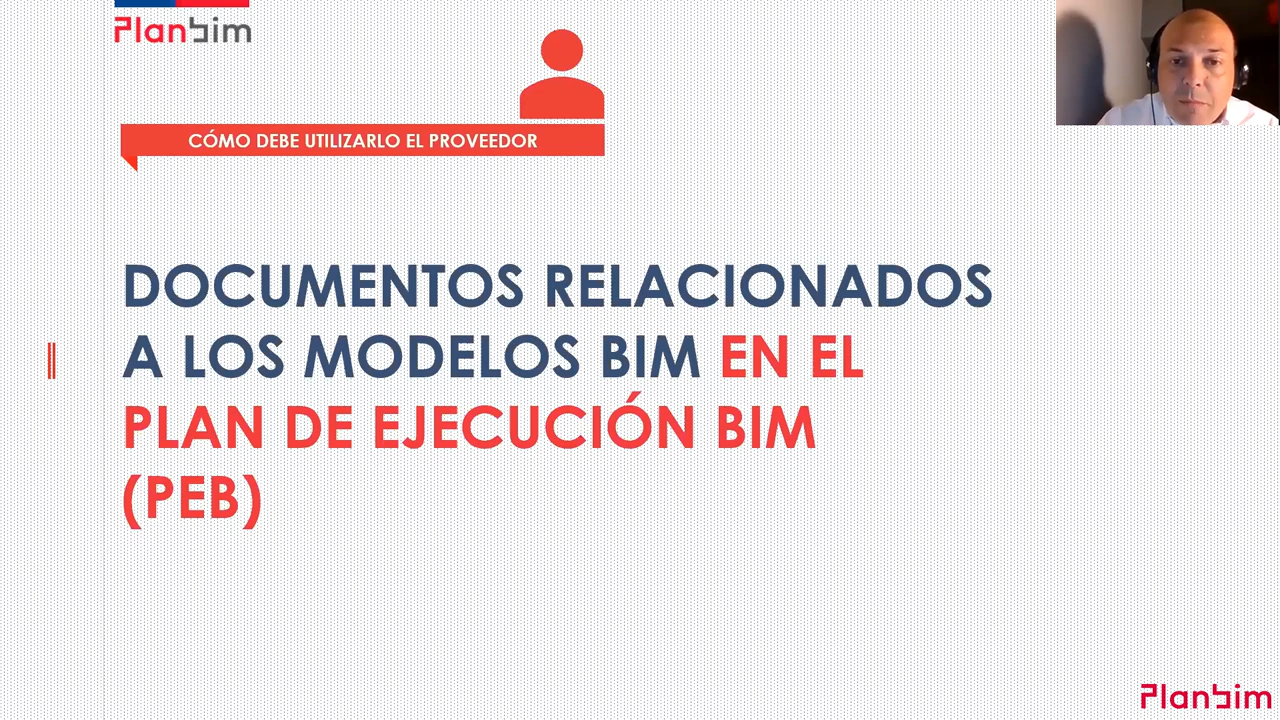 Planbim
CÓMO DEBE UTILIZARLO EL PROVEEDOR
DOCUMENTOS RELACIONADOS
A LOS MODELOS BIM EN EL
PLAN DE EJECUCIÓN BIM
(PEB)
Planbim